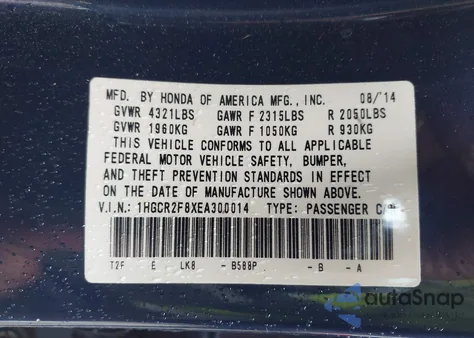 MFD. BY HONDA OF AMERICA MFG., INC. 08/'14
GVWR 4321LBS GAWR F 2315LBS R 2050LBS
GVWR 1960KG GAWR F 1050KG R 930KG
THIS VEHICLE CONFORMS TO ALL APPLICABLE
FEDERAL MOTOR VEHICLE SAFETY, BUMPER,
AND THEFT PREVENTION STANDARDS IN EFFECT
ON THE DATE OF MANUFACTURE SHOWN ABOVE.
V.I.N.: 1HGCR2F8XEA300014 TYPE: PASSENGER
T2F E LK8 -B588P -B -A
autoSnap